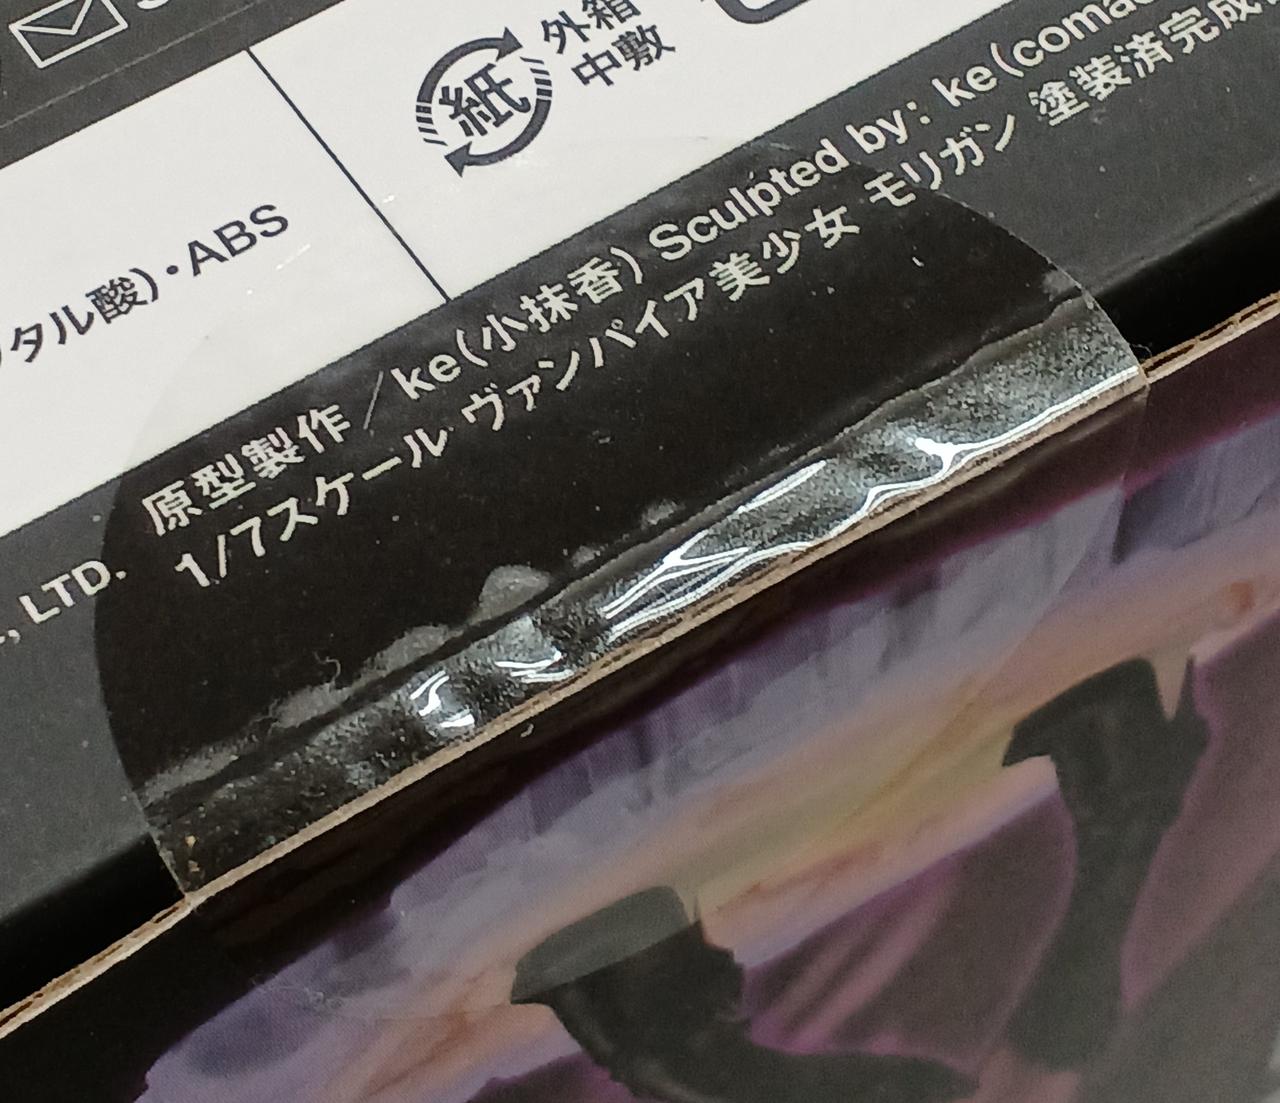 紙
外箱
中敷
タル酸)・ABS
原型製作／ke(小抹香) Sculpted by: ke(coma
1/7スケール ヴァンパイア美少女 モリガン 塗装済完成
., LTD.